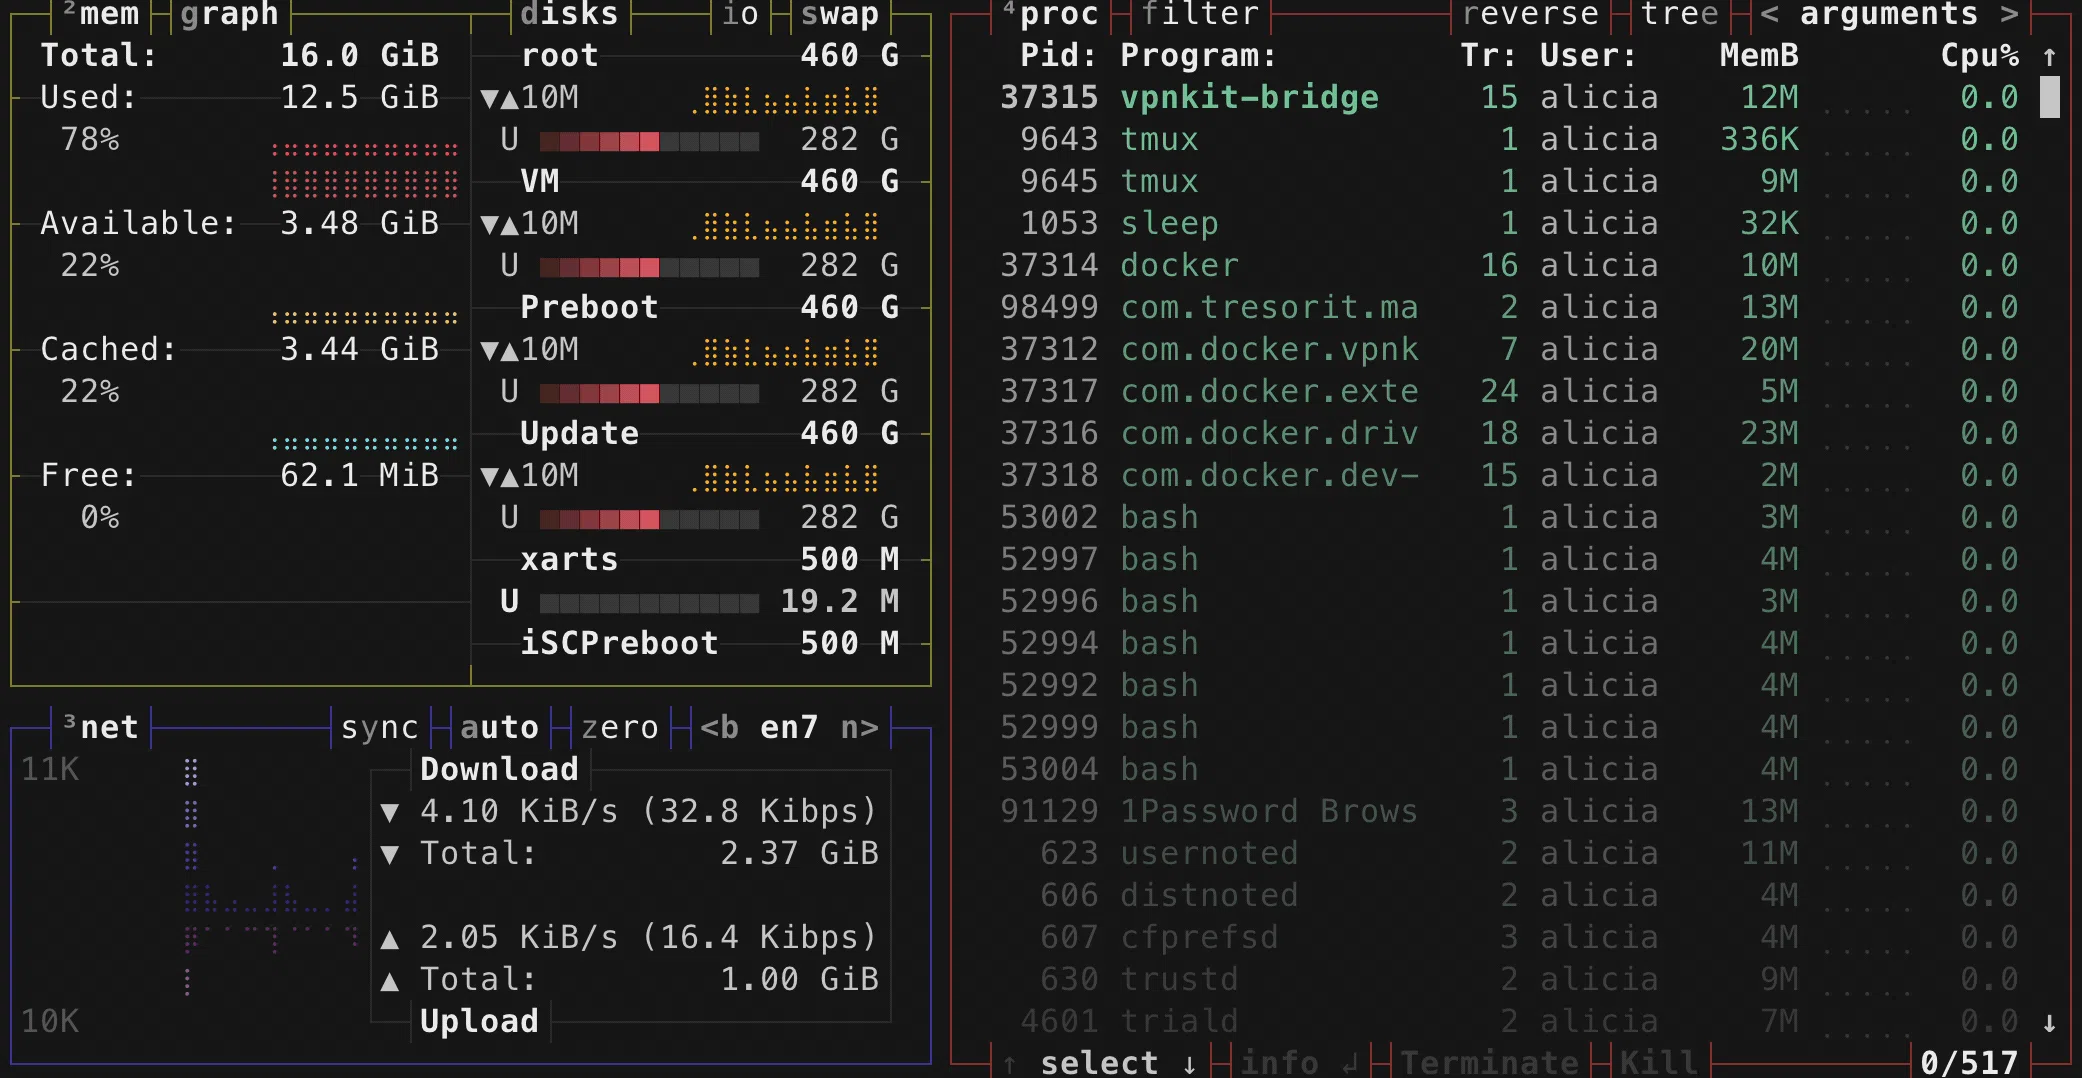 ²mem graph disks io swap
Total: 16.0 GiB
Used: 12.5 GiB
78%
Available: 3.48 GiB
22%
Cached: 3.44 GiB
22%
Free: 62.1 MiB
0%
root 460 G
▼▲10M
U 282 G
VM 460 G
▼▲10M
U 282 G
Preboot 460 G
▼▲10M
U 282 G
Update 460 G
▼▲10M
U 282 G
xarts 500 M
U 19.2 M
iSCPreboot 500 M
³net sync auto zero <b en7 n>
11K
10K
Download
▼ 4.10 KiB/s (32.8 Kibps)
▼ Total: 2.37 GiB
▲ 2.05 KiB/s (16.4 Kibps)
▲ Total: 1.00 GiB
Upload
⁴proc filter reverse tree < arguments >
Pid: Program: Tr: User: MemB Cpu% ↑
37315 vpnkit-bridge 15 alicia 12M 0.0
9643 tmux 1 alicia 336K 0.0
9645 tmux 1 alicia 9M 0.0
1053 sleep 1 alicia 32K 0.0
37314 docker 16 alicia 10M 0.0
98499 com.tresorit.ma 2 alicia 13M 0.0
37312 com.docker.vpnk 7 alicia 20M 0.0
37317 com.docker.exte 24 alicia 5M 0.0
37316 com.docker.driv 18 alicia 23M 0.0
37318 com.docker.dev- 15 alicia 2M 0.0
53002 bash 1 alicia 3M 0.0
52997 bash 1 alicia 4M 0.0
52996 bash 1 alicia 3M 0.0
52994 bash 1 alicia 4M 0.0
52992 bash 1 alicia 4M 0.0
52999 bash 1 alicia 4M 0.0
53004 bash 1 alicia 4M 0.0
91129 1Password Brows 3 alicia 13M 0.0
623 usernoted 2 alicia 11M 0.0
606 distnoted 2 alicia 4M 0.0
607 cfprefsd 3 alicia 4M 0.0
630 trustd 2 alicia 9M 0.0
4601 triald 2 alicia 7M 0.0 ↓
↑ select ↓ info ↲ Terminate Kill 0/517